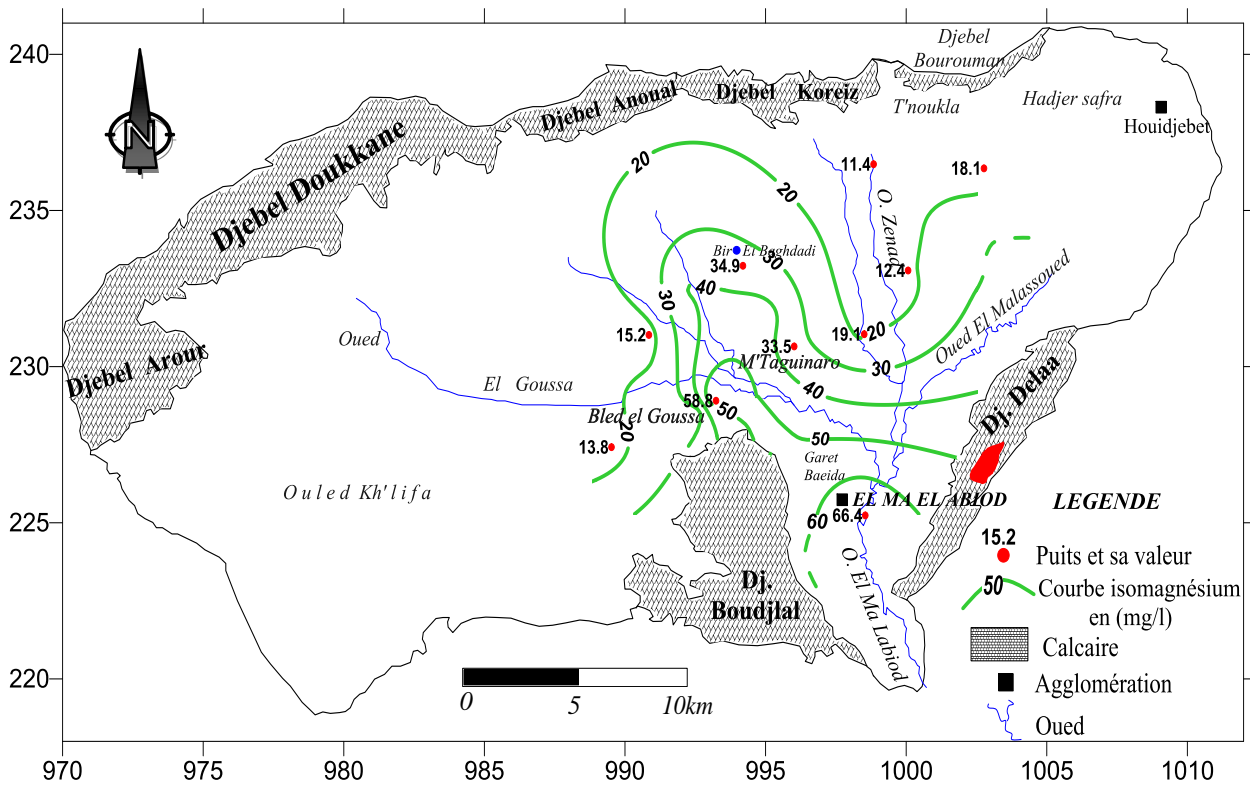 240
235
230
225
220
970
975
980
985
990
995
1000
1005
1010
N
Djebel Doukkane
Djebel Anoual
Djebel Koreiz
Djebel
Bourouman
T'noukla
Hadjer safra
Houidjebet
Djebel Arour
Oued
El Goussa
Bled el Goussa
Ouled Kh'lifa
Bir El Baghdadi
M'Taguinaro
O. Zenad
Oued El Malassoued
Dj. Delaa
Garet
Baeida
EL MA EL ABIOD
O. El Ma Labiod
Dj.
Boudjlal
11.4
18.1
12.4
34.9
15.2
33.5
19.1
58.8
13.8
66.4
20
20
20
20
30
30
30
40
40
50
50
60
0 5 10km
LEGENDE
15.2
Puits et sa valeur
50
Courbe isomagnésium
en (mg/l)
Calcaire
Agglomération
Oued